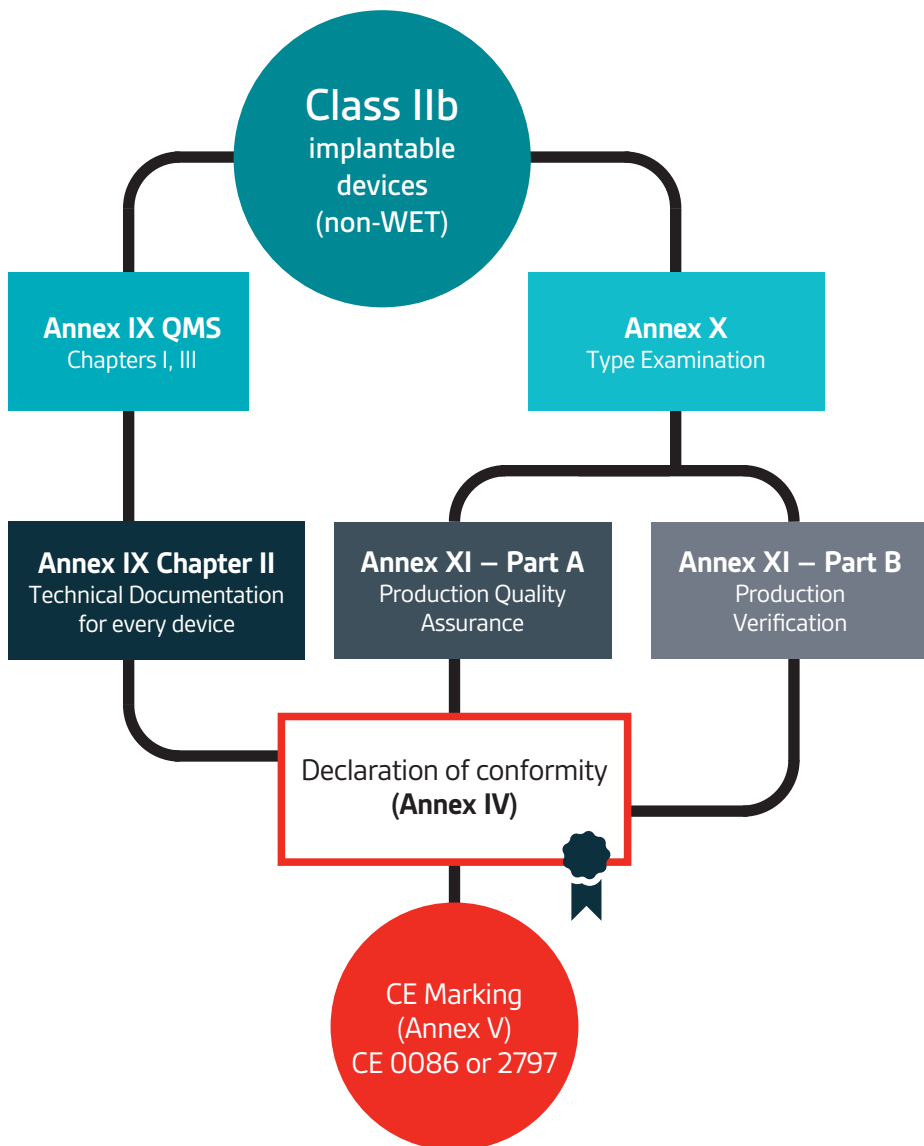 Class IIb
implantable
devices
(non-WET)
Annex IX QMS
Chapters I, III
Annex X
Type Examination
Annex IX Chapter II
Technical Documentation
for every device
Annex XI – Part A
Production Quality
Assurance
Annex XI – Part B
Production
Verification
Declaration of conformity
(Annex IV)
CE Marking
(Annex V)
CE 0086 or 2797